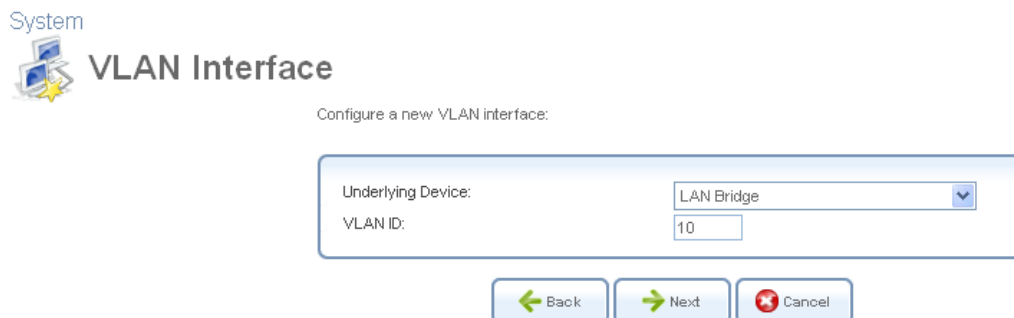 System
VLAN Interface
Configure a new VLAN interface:
Underlying Device: LAN Bridge
VLAN ID: 10
Back Next Cancel